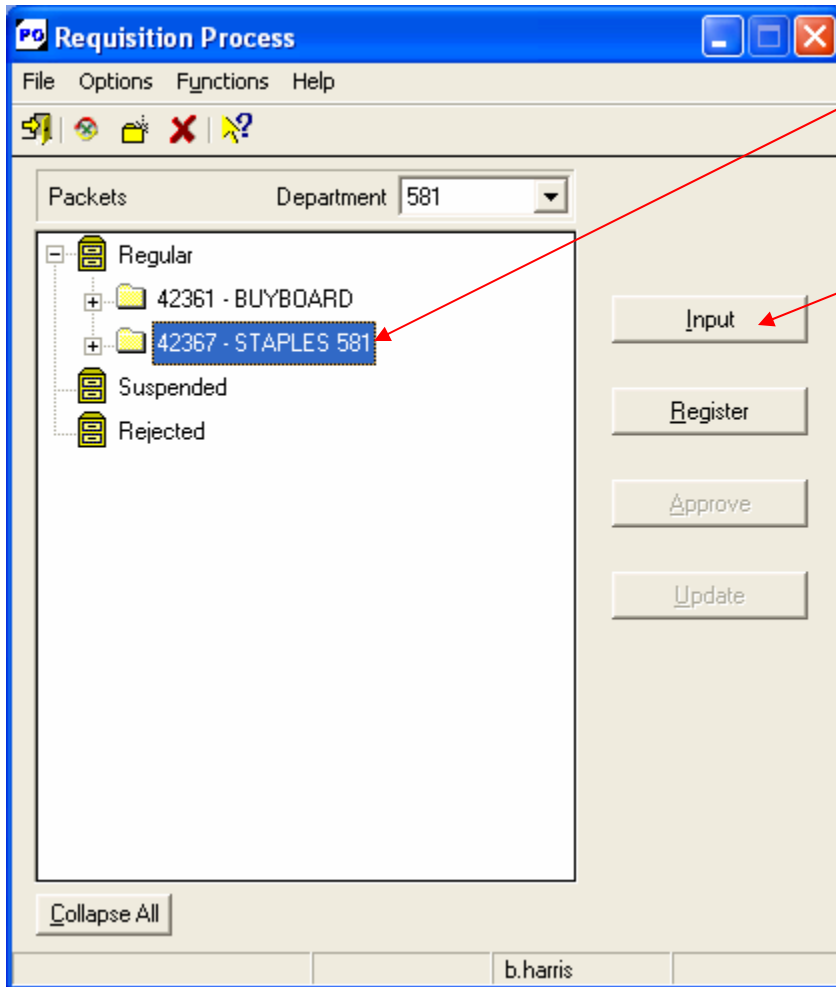 PO Requisition Process
File Options Functions Help
Packets Department 581
Regular
42361 - BUYBOARD
42367 - STAPLES 581
Suspended
Rejected
Input
Register
Approve
Update
Collapse All
b.harris